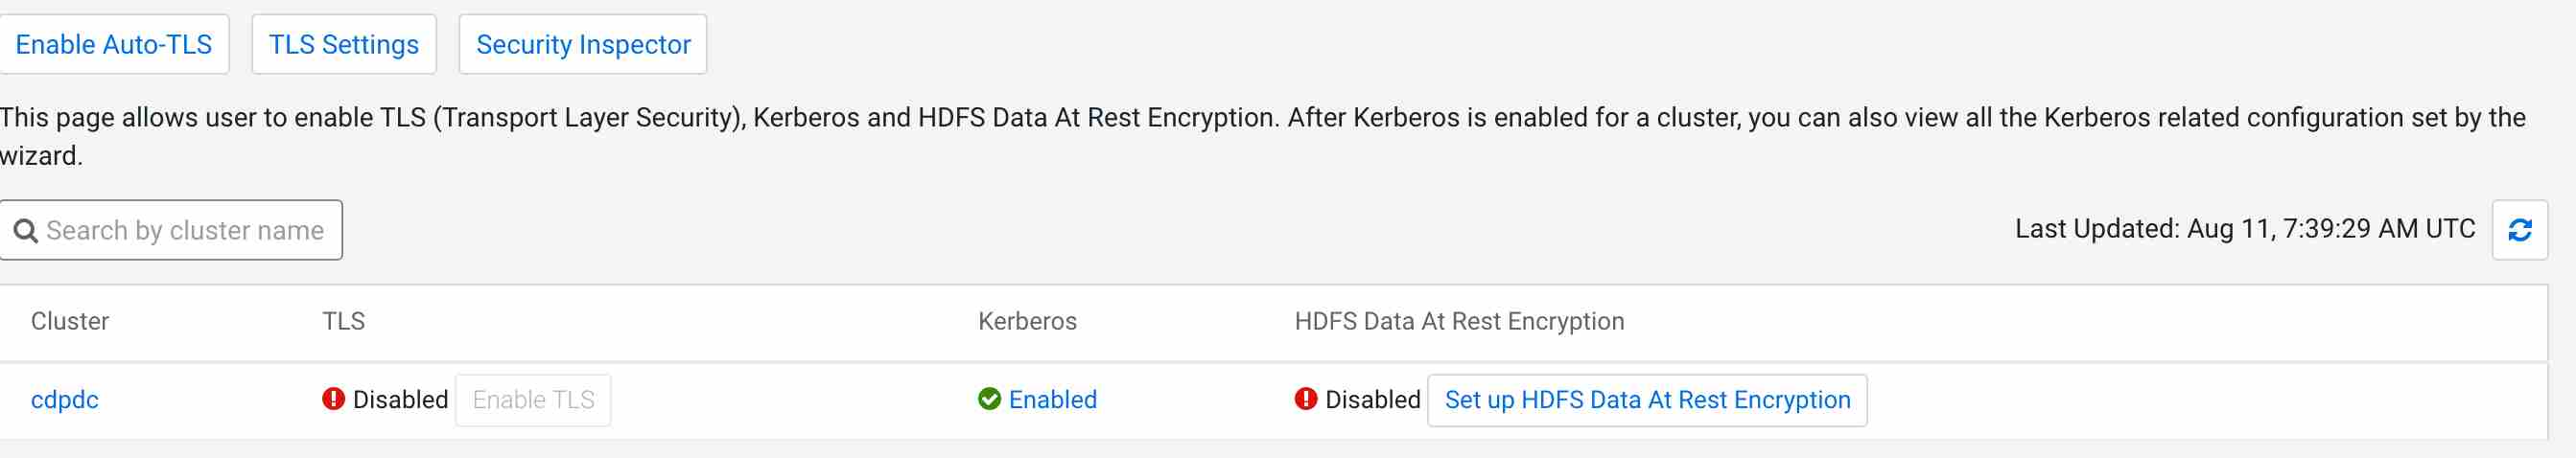 Enable Auto-TLS TLS Settings Security Inspector
This page allows user to enable TLS (Transport Layer Security), Kerberos and HDFS Data At Rest Encryption. After Kerberos is enabled for a cluster, you can also view all the Kerberos related configuration set by the
wizard.
Search by cluster name Last Updated: Aug 11, 7:39:29 AM UTC
Cluster TLS Kerberos HDFS Data At Rest Encryption
cdpdc Disabled Enable TLS Enabled Disabled Set up HDFS Data At Rest Encryption